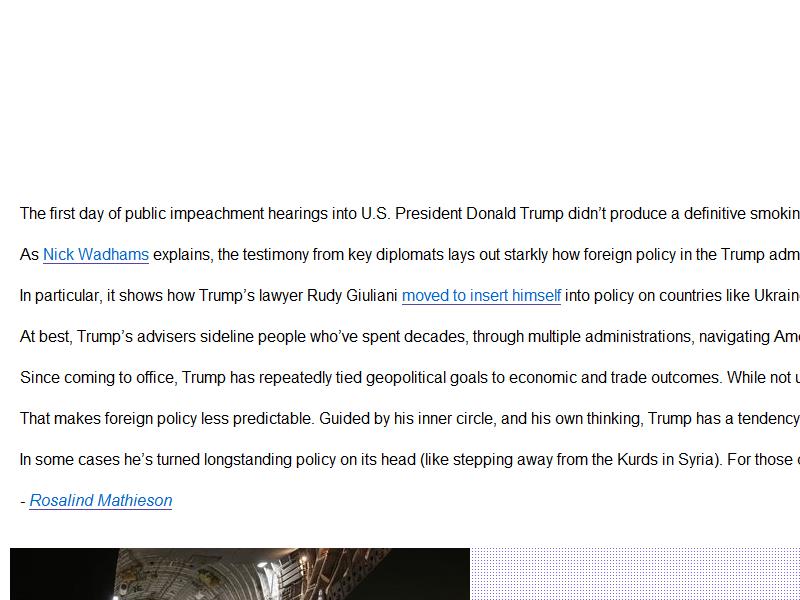 The first day of public impeachment hearings into U.S. President Donald Trump didn’t produce a definitive
As Nick Wadhams explains, the testimony from key diplomats lays out starkly how foreign policy in the Trump
In particular, it shows how Trump’s lawyer Rudy Giuliani moved to insert himself into policy on countries like
At best, Trump’s advisers sideline people who’ve spent decades, through multiple administrations, navigating
Since coming to office, Trump has repeatedly tied geopolitical goals to economic and trade outcomes. While not
That makes foreign policy less predictable. Guided by his inner circle, and his own thinking, Trump has a tendency
In some cases he’s turned longstanding policy on its head (like stepping away from the Kurds in Syria). For those
- Rosalind Mathieson